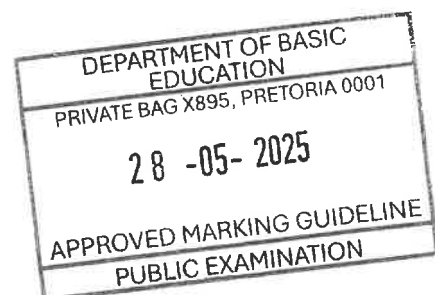 DEPARTMENT OF BASIC
EDUCATION
PRIVATE BAG X895, PRETORIA 0001
28 -05- 2025
APPROVED MARKING GUIDELINE
PUBLIC EXAMINATION